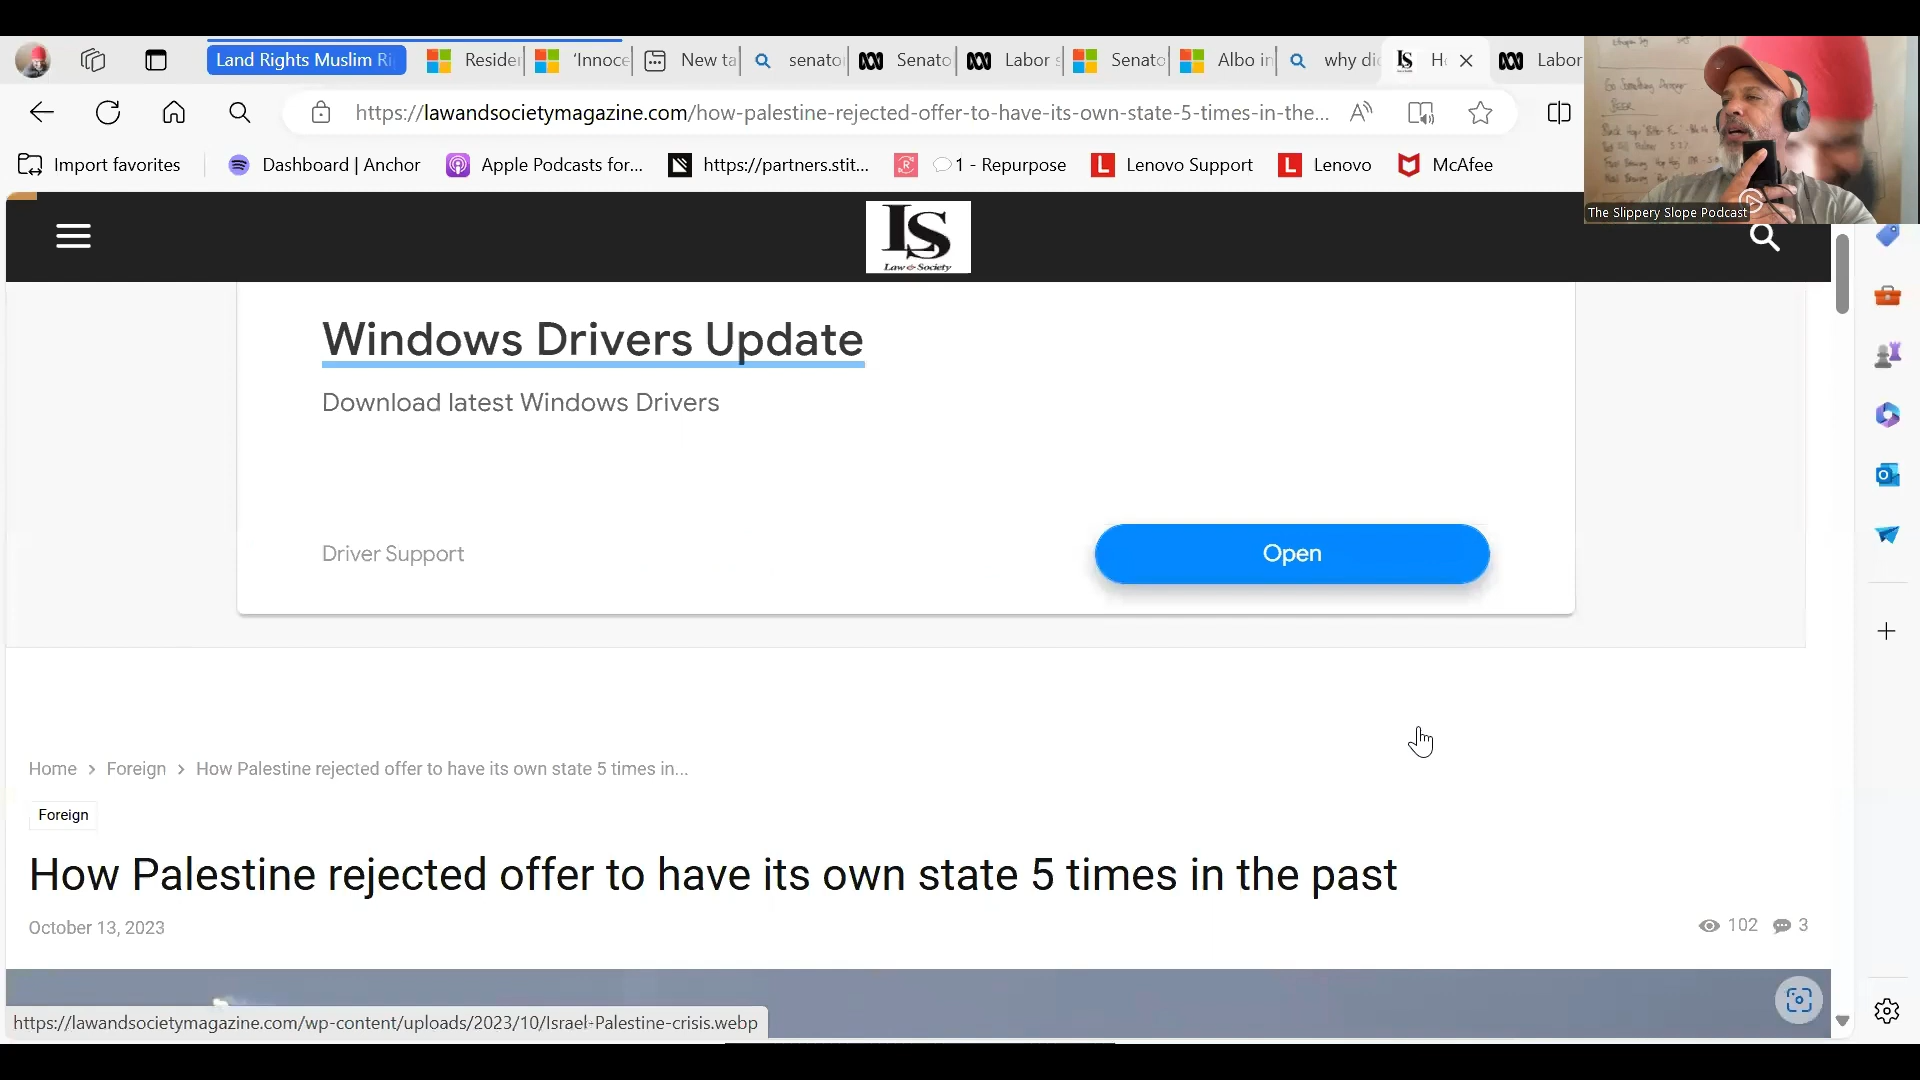 Land Rights Muslim Ri
Reside
'Innoce
New ta
senato
Senato
Labor s
Senato
Albo in
why di
H
Labor
https://lawandsocietymagazine.com/how-palestine-rejected-offer-to-have-its-own-state-5-times-in-the...
Import favorites
Dashboard | Anchor
Apple Podcasts for...
https://partners.stit...
1 - Repurpose
Lenovo Support
Lenovo
McAfee
BEER
The Slippery Slope Podcast
LS
Law & Society
Windows Drivers Update
Download latest Windows Drivers
Driver Support
Open
Home > Foreign > How Palestine rejected offer to have its own state 5 times in...
Foreign
How Palestine rejected offer to have its own state 5 times in the past
October 13, 2023
102
3
https://lawandsocietymagazine.com/wp-content/uploads/2023/10/Israel-Palestine-crisis.webp